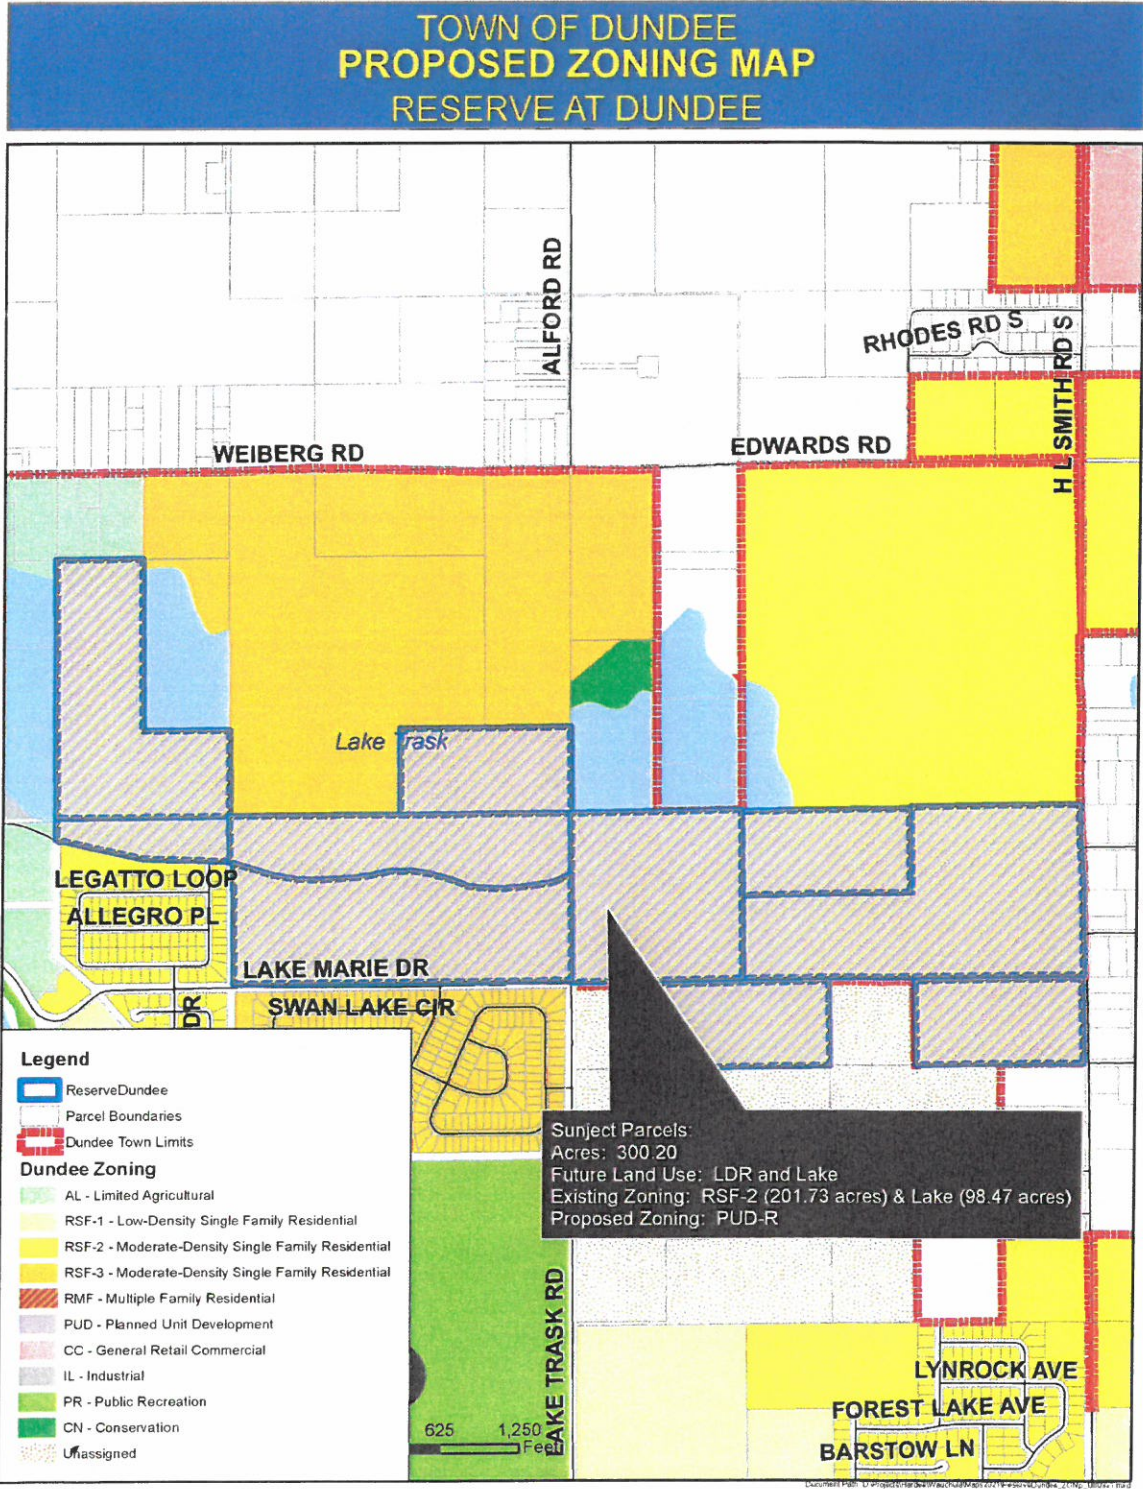 TOWN OF DUNDEE
PROPOSED ZONING MAP
RESERVE AT DUNDEE
ALFORD RD
RHODES RD S
H L SMITH RD S
WEIBERG RD
EDWARDS RD
Lake Trask
LEGATTO LOOP
ALLEGRO PL
LAKE MARIE DR
SWAN LAKE CIR
DR
Legend
ReserveDundee
Parcel Boundaries
Dundee Town Limits
Dundee Zoning
AL - Limited Agricultural
RSF-1 - Low-Density Single Family Residential
RSF-2 - Moderate-Density Single Family Residential
RSF-3 - Moderate-Density Single Family Residential
RMF - Multiple Family Residential
PUD - Planned Unit Development
CC - General Retail Commercial
IL - Industrial
PR - Public Recreation
CN - Conservation
Unassigned
Sunject Parcels:
Acres: 300.20
Future Land Use: LDR and Lake
Existing Zoning: RSF-2 (201.73 acres) & Lake (98.47 acres)
Proposed Zoning: PUD-R
LAKE TRASK RD
625 1,250
Feet
LYNROCK AVE
FOREST LAKE AVE
BARSTOW LN
Document Path: